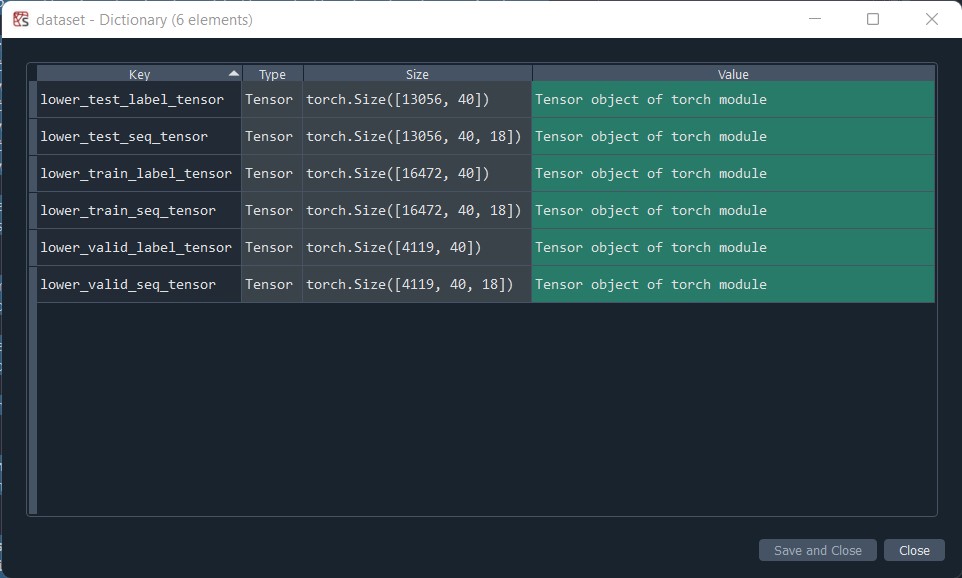 dataset - Dictionary (6 elements)
Key Type Size Value
lower_test_label_tensor Tensor torch.Size([13056, 40]) Tensor object of torch module
lower_test_seq_tensor Tensor torch.Size([13056, 40, 18]) Tensor object of torch module
lower_train_label_tensor Tensor torch.Size([16472, 40]) Tensor object of torch module
lower_train_seq_tensor Tensor torch.Size([16472, 40, 18]) Tensor object of torch module
lower_valid_label_tensor Tensor torch.Size([4119, 40]) Tensor object of torch module
lower_valid_seq_tensor Tensor torch.Size([4119, 40, 18]) Tensor object of torch module
Save and Close Close